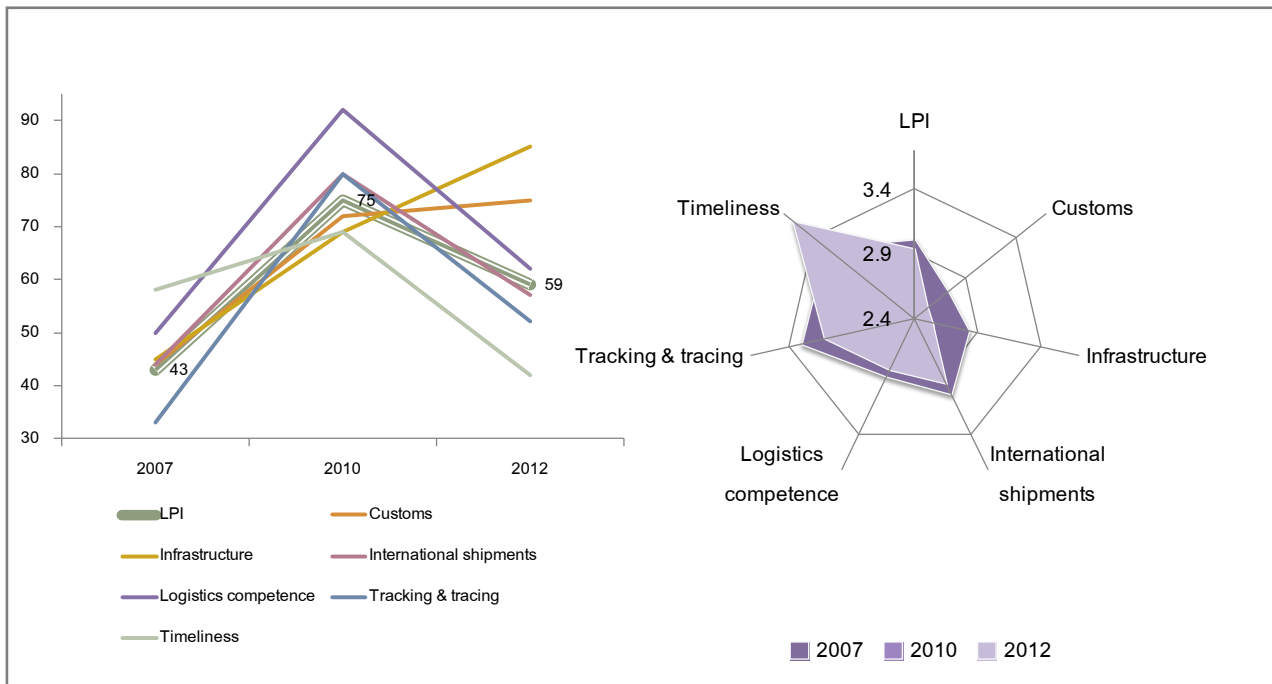 90
80
70
60
50
40
30
43
75
59
2007
2010
2012
LPI
Customs
Infrastructure
International shipments
Logistics competence
Tracking & tracing
Timeliness
LPI
3.4
2.9
2.4
Customs
Infrastructure
International
shipments
Logistics
competence
Tracking & tracing
Timeliness
2007
2010
2012